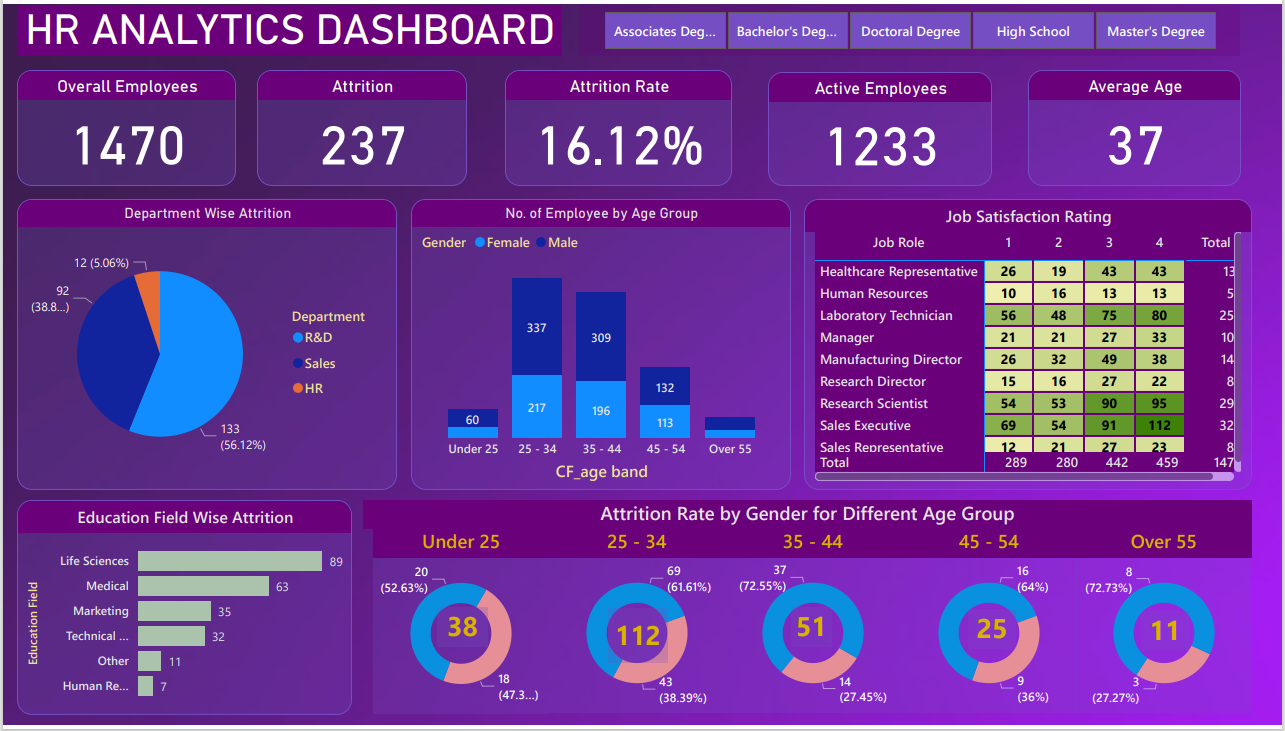 HR ANALYTICS DASHBOARD
Associates Deg...
Bachelor's Deg...
Doctoral Degree
High School
Master's Degree
Overall Employees
1470
Attrition
237
Attrition Rate
16.12%
Active Employees
1233
Average Age
37
Department Wise Attrition
12 (5.06%)
92
(38.8...)
133
(56.12%)
Department
R&D
Sales
HR
No. of Employee by Age Group
Gender Female Male
60
337
217
309
196
132
113
Under 25 25 - 34 35 - 44 45 - 54 Over 55
CF_age band
Job Satisfaction Rating
Job Role 1 2 3 4 Total
Healthcare Representative 26 19 43 43 13
Human Resources 10 16 13 13 5
Laboratory Technician 56 48 75 80 25
Manager 21 21 27 33 10
Manufacturing Director 26 32 49 38 14
Research Director 15 16 27 22 8
Research Scientist 54 53 90 95 29
Sales Executive 69 54 91 112 32
Sales Representative 12 21 27 23 8
Total 289 280 442 459 147
Education Field Wise Attrition
Education Field
Life Sciences 89
Medical 63
Marketing 35
Technical ... 32
Other 11
Human Re... 7
Attrition Rate by Gender for Different Age Group
Under 25
20
(52.63%)
38
18
(47.3...)
25 - 34
69
(61.61%)
112
43
(38.39%)
35 - 44
37
(72.55%)
51
14
(27.45%)
45 - 54
16
(64%)
25
9
(36%)
Over 55
8
(72.73%)
11
3
(27.27%)